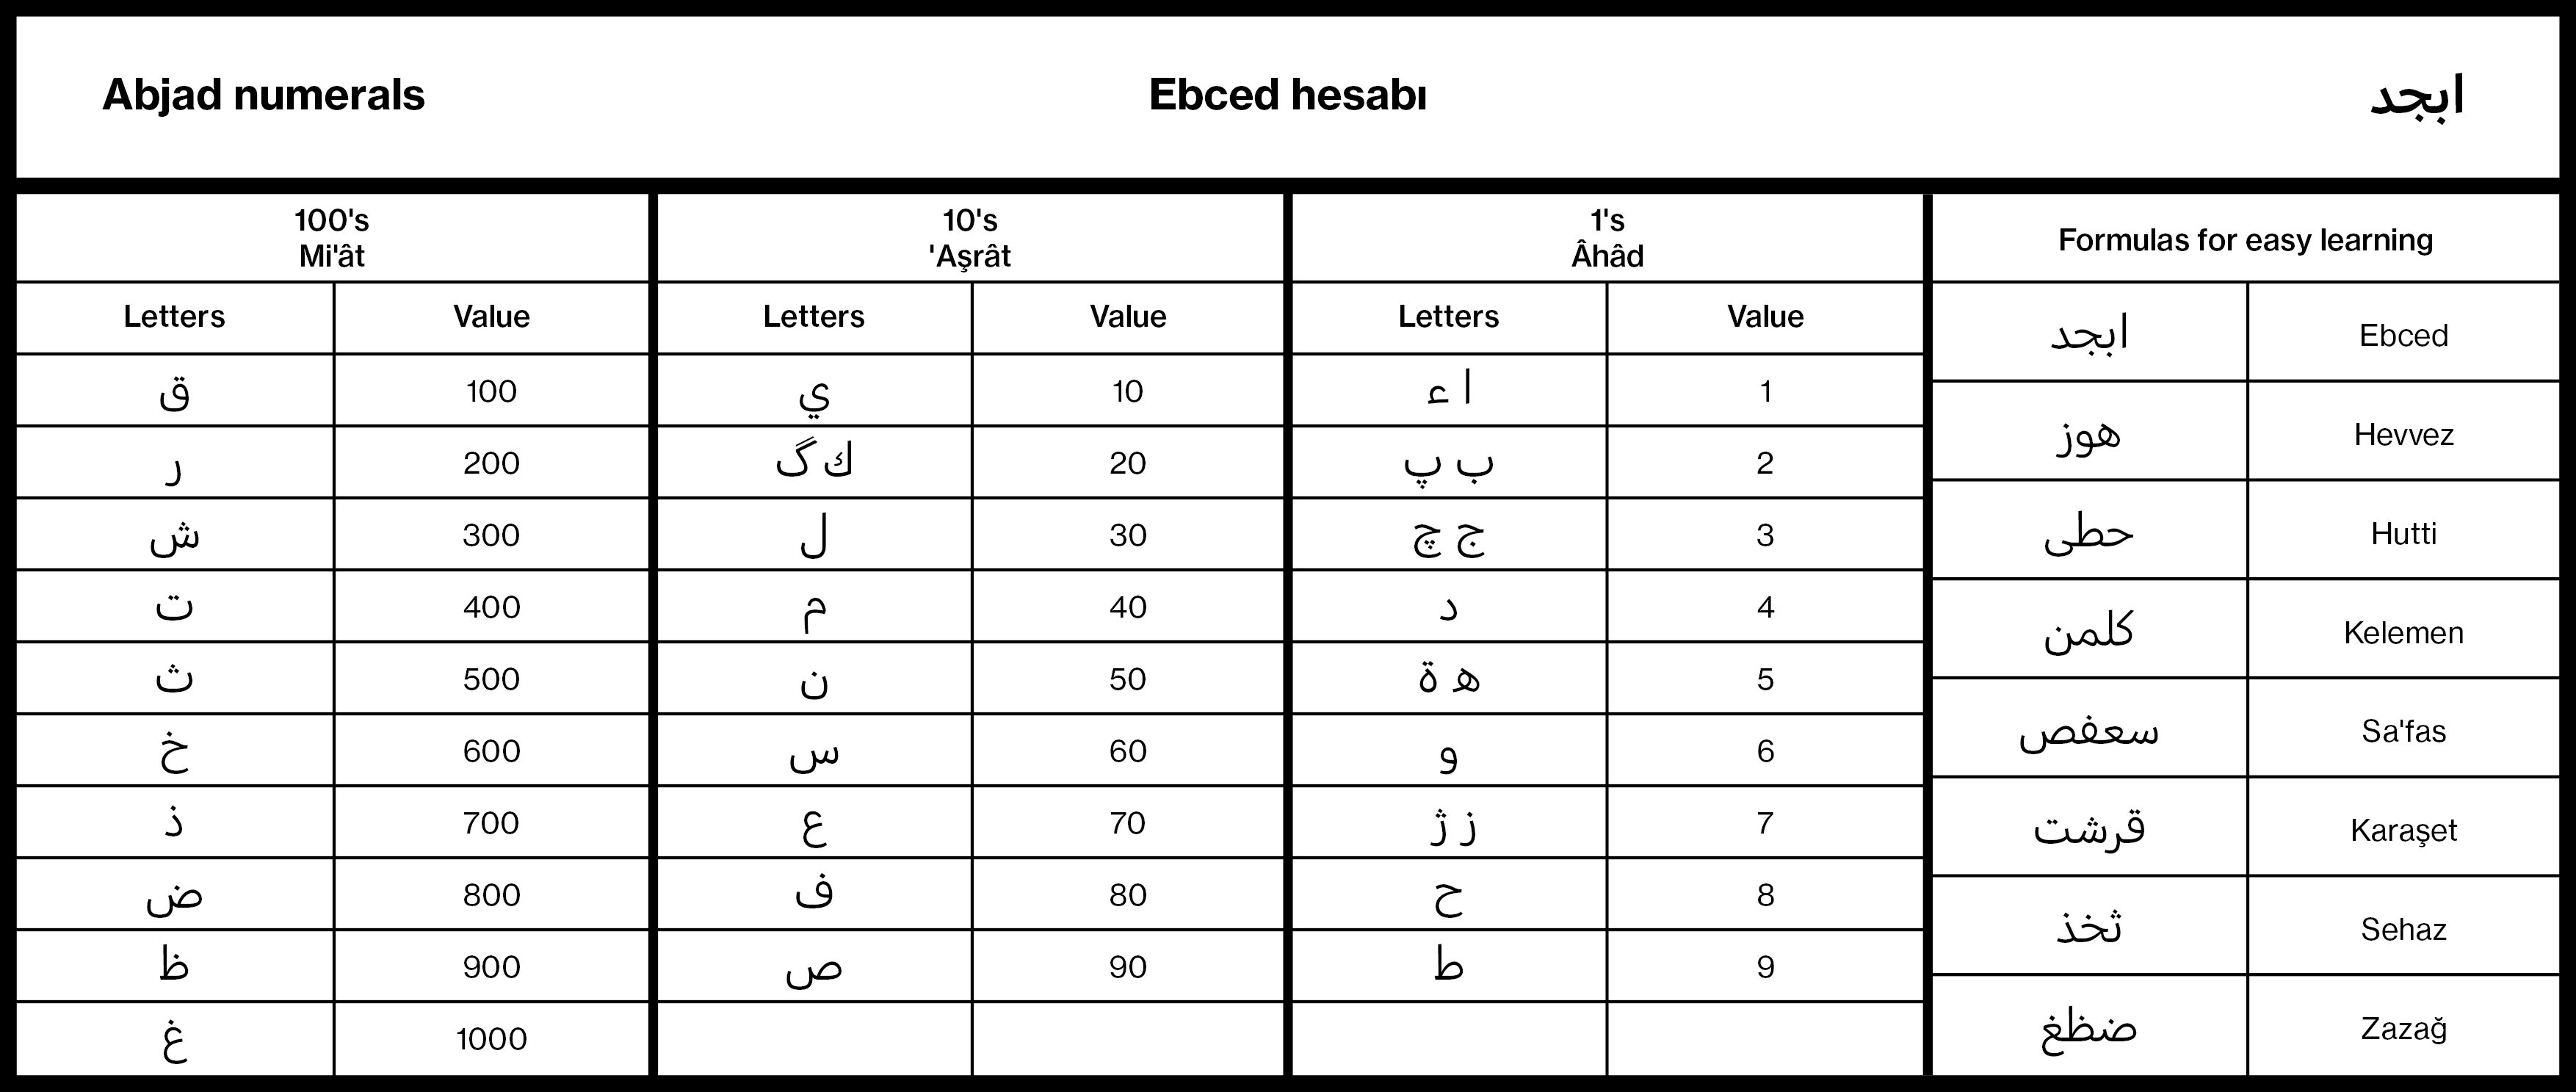 Abjad numerals Ebced hesabı ابجد
100's 10's 1's Formulas for easy learning
Mi'ât 'Aşrât Âhâd
Letters Value Letters Value Letters Value
ق 100 ي 10 ا ء 1
ر 200 ك گ 20 ب پ 2
ش 300 ل 30 ج چ 3
ت 400 م 40 د 4
ث 500 ن 50 ه ة 5
خ 600 س 60 و 6
ذ 700 ع 70 ز ژ 7
ض 800 ف 80 ح 8
ظ 900 ص 90 ط 9
غ 1000
ابجد Ebced
هوز Hevvez
حطى Hutti
كلمن Kelemen
سعفص Sa'fas
قرشت Karaşet
ثخذ Sehaz
ضظغ Zazağ